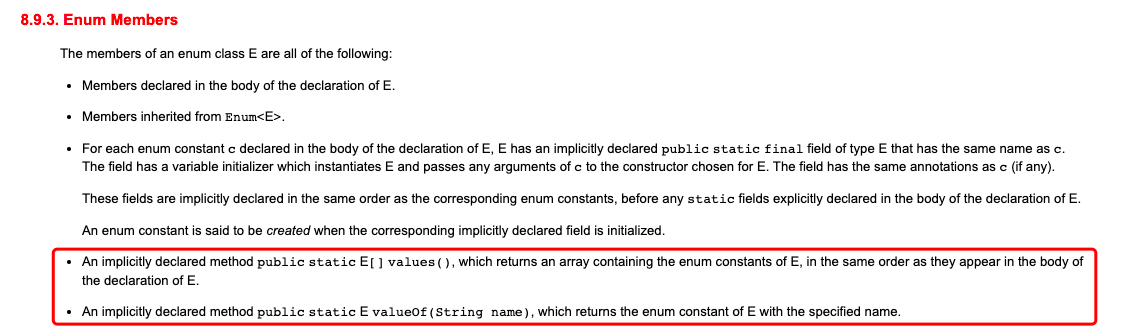 8.9.3. Enum Members
The members of an enum class E are all of the following:
• Members declared in the body of the declaration of E.
• Members inherited from Enum<E>.
• For each enum constant c declared in the body of the declaration of E, E has an implicitly declared public static final field of type E that has the same name as c.
The field has a variable initializer which instantiates E and passes any arguments of c to the constructor chosen for E. The field has the same annotations as c (if any).
These fields are implicitly declared in the same order as the corresponding enum constants, before any static fields explicitly declared in the body of the declaration of E.
An enum constant is said to be created when the corresponding implicitly declared field is initialized.
• An implicitly declared method public static E[] values(), which returns an array containing the enum constants of E, in the same order as they appear in the body of
the declaration of E.
• An implicitly declared method public static E valueOf(String name), which returns the enum constant of E with the specified name.